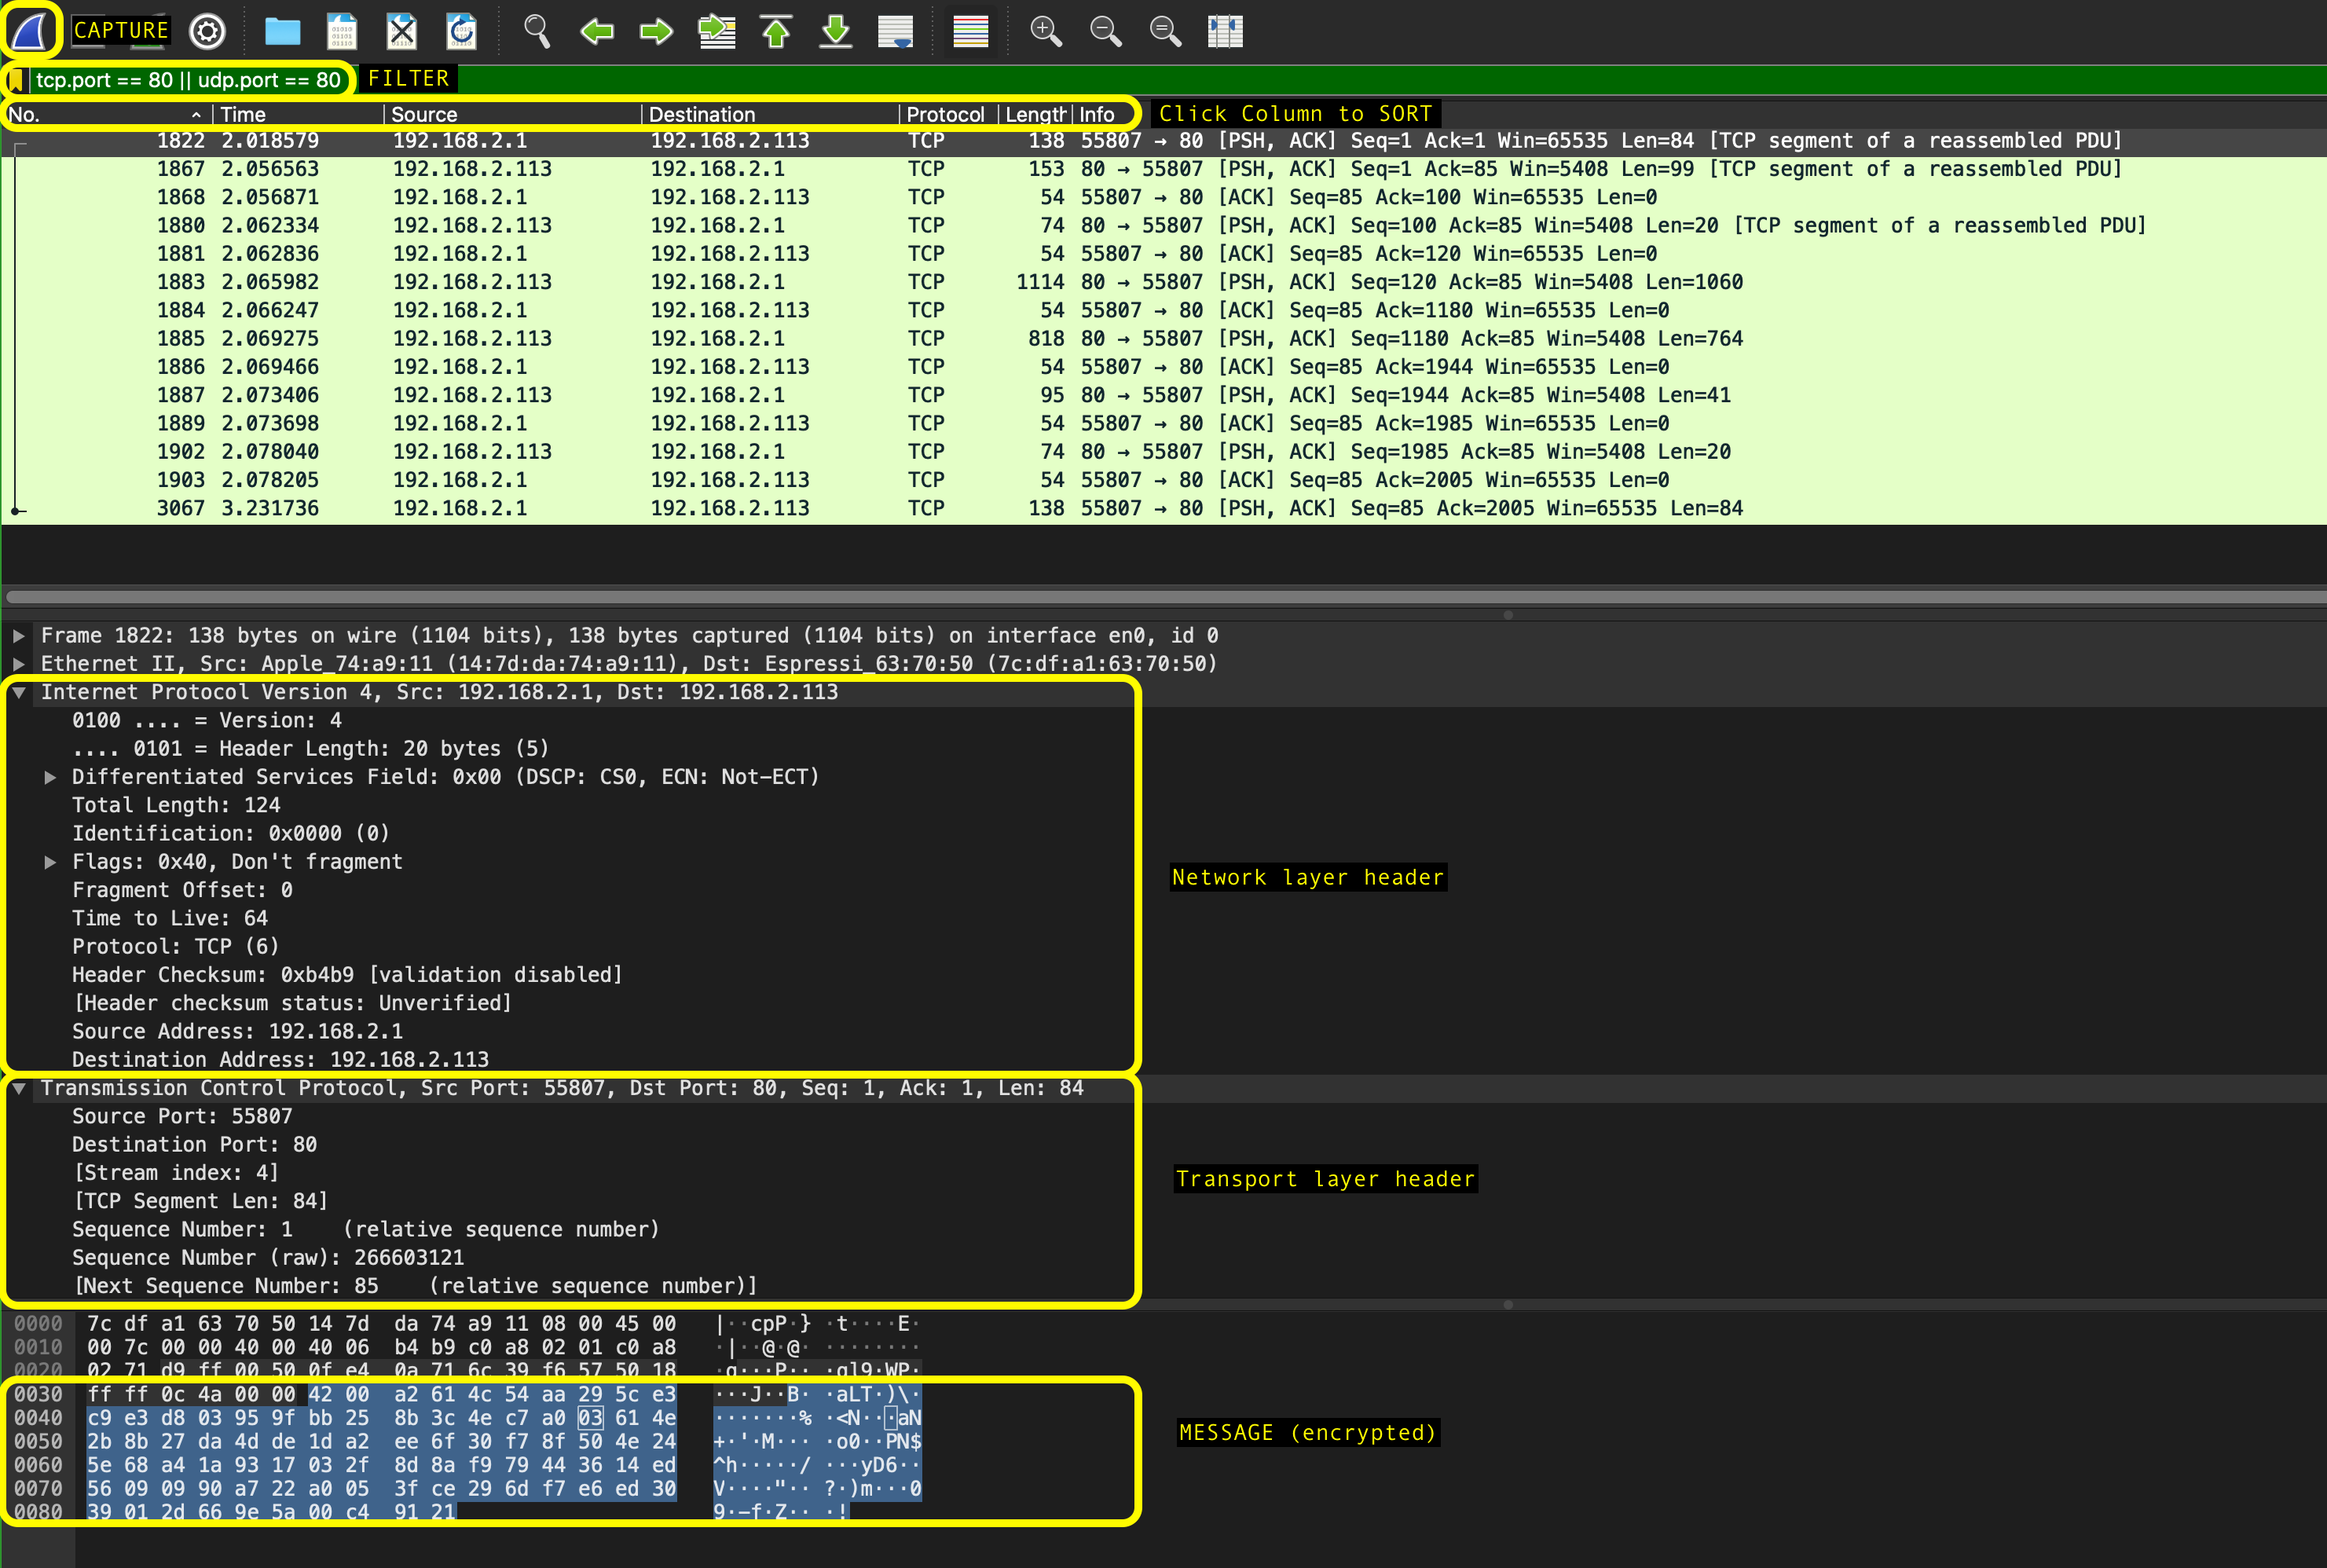 CAPTURE
tcp.port == 80 || udp.port == 80 FILTER
No. Time Source Destination Protocol Length Info Click Column to SORT
1822 2.018579 192.168.2.1 192.168.2.113 TCP 138 55807 → 80 [PSH, ACK] Seq=1 Ack=1 Win=65535 Len=84 [TCP segment of a reassembled PDU]
1867 2.056563 192.168.2.113 192.168.2.1 TCP 153 80 → 55807 [PSH, ACK] Seq=1 Ack=85 Win=5408 Len=99 [TCP segment of a reassembled PDU]
1868 2.056871 192.168.2.1 192.168.2.113 TCP 54 55807 → 80 [ACK] Seq=85 Ack=100 Win=65535 Len=0
1880 2.062334 192.168.2.113 192.168.2.1 TCP 74 80 → 55807 [PSH, ACK] Seq=100 Ack=85 Win=5408 Len=20 [TCP segment of a reassembled PDU]
1881 2.062836 192.168.2.1 192.168.2.113 TCP 54 55807 → 80 [ACK] Seq=85 Ack=120 Win=65535 Len=0
1883 2.065982 192.168.2.113 192.168.2.1 TCP 1114 80 → 55807 [PSH, ACK] Seq=120 Ack=85 Win=5408 Len=1060
1884 2.066247 192.168.2.1 192.168.2.113 TCP 54 55807 → 80 [ACK] Seq=85 Ack=1180 Win=65535 Len=0
1885 2.069275 192.168.2.113 192.168.2.1 TCP 818 80 → 55807 [PSH, ACK] Seq=1180 Ack=85 Win=5408 Len=764
1886 2.069466 192.168.2.1 192.168.2.113 TCP 54 55807 → 80 [ACK] Seq=85 Ack=1944 Win=65535 Len=0
1887 2.073406 192.168.2.113 192.168.2.1 TCP 95 80 → 55807 [PSH, ACK] Seq=1944 Ack=85 Win=5408 Len=41
1889 2.073698 192.168.2.1 192.168.2.113 TCP 54 55807 → 80 [ACK] Seq=85 Ack=1985 Win=65535 Len=0
1902 2.078040 192.168.2.113 192.168.2.1 TCP 74 80 → 55807 [PSH, ACK] Seq=1985 Ack=85 Win=5408 Len=20
1903 2.078205 192.168.2.1 192.168.2.113 TCP 54 55807 → 80 [ACK] Seq=85 Ack=2005 Win=65535 Len=0
3067 3.231736 192.168.2.1 192.168.2.113 TCP 138 55807 → 80 [PSH, ACK] Seq=85 Ack=2005 Win=65535 Len=84
Frame 1822: 138 bytes on wire (1104 bits), 138 bytes captured (1104 bits) on interface en0, id 0
Ethernet II, Src: Apple_74:a9:11 (14:7d:da:74:a9:11), Dst: Espressi_63:70:50 (7c:df:a1:63:70:50)
Internet Protocol Version 4, Src: 192.168.2.1, Dst: 192.168.2.113
0100 .... = Version: 4
.... 0101 = Header Length: 20 bytes (5)
Differentiated Services Field: 0x00 (DSCP: CS0, ECN: Not-ECT)
Total Length: 124
Identification: 0x0000 (0)
Flags: 0x40, Don't fragment
Network layer header
Fragment Offset: 0
Time to Live: 64
Protocol: TCP (6)
Header Checksum: 0xb4b9 [validation disabled]
[Header checksum status: Unverified]
Source Address: 192.168.2.1
Destination Address: 192.168.2.113
Transmission Control Protocol, Src Port: 55807, Dst Port: 80, Seq: 1, Ack: 1, Len: 84
Source Port: 55807
Destination Port: 80
[Stream index: 4]
Transport layer header
[TCP Segment Len: 84]
Sequence Number: 1 (relative sequence number)
Sequence Number (raw): 266603121
[Next Sequence Number: 85 (relative sequence number)]
0000 7c df a1 63 70 50 14 7d da 74 a9 11 08 00 45 00 |··cpP·} ·t····E·
0010 00 7c 00 00 40 00 40 06 b4 b9 c0 a8 02 01 c0 a8 ·|··@·@· ········
0020 02 71 d9 ff 00 50 0f e4 0a 71 6c 39 f6 57 50 18 ·q···P·· ·ql9·WP·
0030 ff ff 0c 4a 00 00 42 00 a2 61 4c 54 aa 29 5c e3 ···J··B· ·aLT·)\·
0040 c9 e3 d8 03 95 9f bb 25 8b 3c 4e c7 a0 03 61 4e ·······% ·<N···aN
0050 2b 8b 27 da 4d de 1d a2 ee 6f 30 f7 8f 50 4e 24 +·'·M··· ·o0··PN$
MESSAGE (encrypted)
0060 5e 68 a4 1a 93 17 03 2f 8d 8a f9 79 44 36 14 ed ^h·····/ ···yD6··
0070 56 09 09 90 a7 22 a0 05 3f ce 29 6d f7 e6 ed 30 V····"·· ?·)m···0
0080 39 01 2d 66 9e 5a 00 c4 91 21 9·-f·Z·· ·!